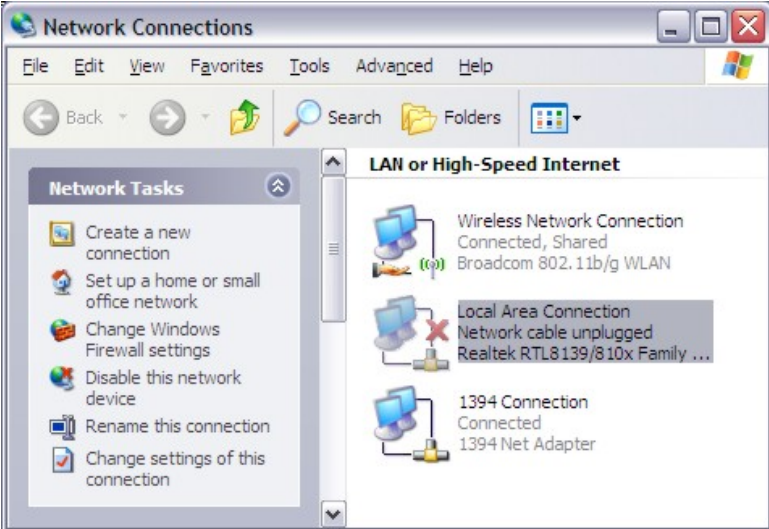 Network Connections
File Edit View Favorites Tools Advanced Help
Back Search Folders
Network Tasks
Create a new
connection
Set up a home or small
office network
Change Windows
Firewall settings
Disable this network
device
Rename this connection
Change settings of this
connection
LAN or High-Speed Internet
Wireless Network Connection
Connected, Shared
Broadcom 802.11b/g WLAN
Local Area Connection
Network cable unplugged
Realtek RTL8139/810x Family ...
1394 Connection
Connected
1394 Net Adapter